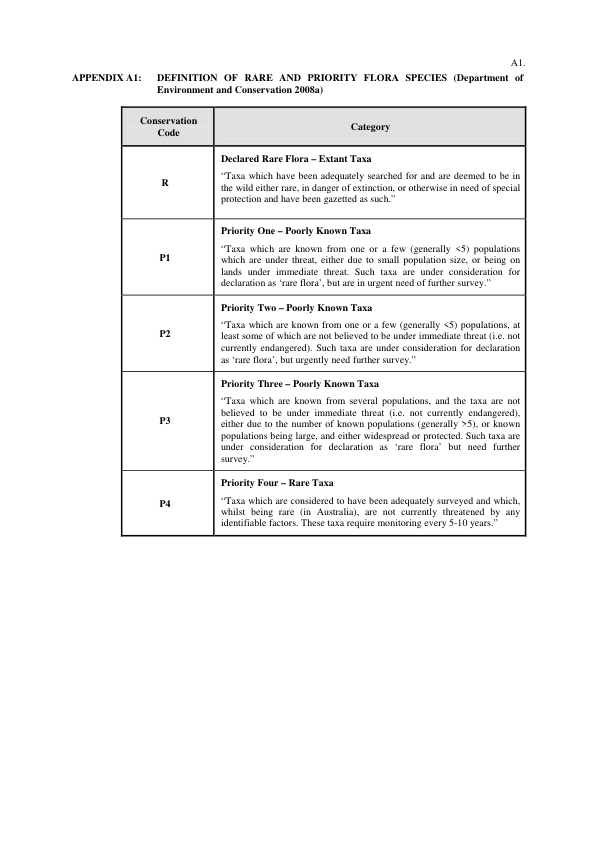 A1.
APPENDIX A1: DEFINITION OF RARE AND PRIORITY FLORA SPECIES (Department of
Environment and Conservation 2008a)
Conservation
Code
Category
R
Declared Rare Flora – Extant Taxa
“Taxa which have been adequately searched for and are deemed to be in
the wild either rare, in danger of extinction, or otherwise in need of special
protection and have been gazetted as such.”
P1
Priority One – Poorly Known Taxa
“Taxa which are known from one or a few (generally <5) populations
which are under threat, either due to small population size, or being on
lands under immediate threat. Such taxa are under consideration for
declaration as ‘rare flora’, but are in urgent need of further survey.”
P2
Priority Two – Poorly Known Taxa
“Taxa which are known from one or a few (generally <5) populations, at
least some of which are not believed to be under immediate threat (i.e. not
currently endangered). Such taxa are under consideration for declaration
as ‘rare flora’, but urgently need further survey.”
P3
Priority Three – Poorly Known Taxa
“Taxa which are known from several populations, and the taxa are not
believed to be under immediate threat (i.e. not currently endangered),
either due to the number of known populations (generally >5), or known
populations being large, and either widespread or protected. Such taxa are
under consideration for declaration as ‘rare flora’ but need further
survey.”
P4
Priority Four – Rare Taxa
“Taxa which are considered to have been adequately surveyed and which,
whilst being rare (in Australia), are not currently threatened by any
identifiable factors. These taxa require monitoring every 5-10 years.”